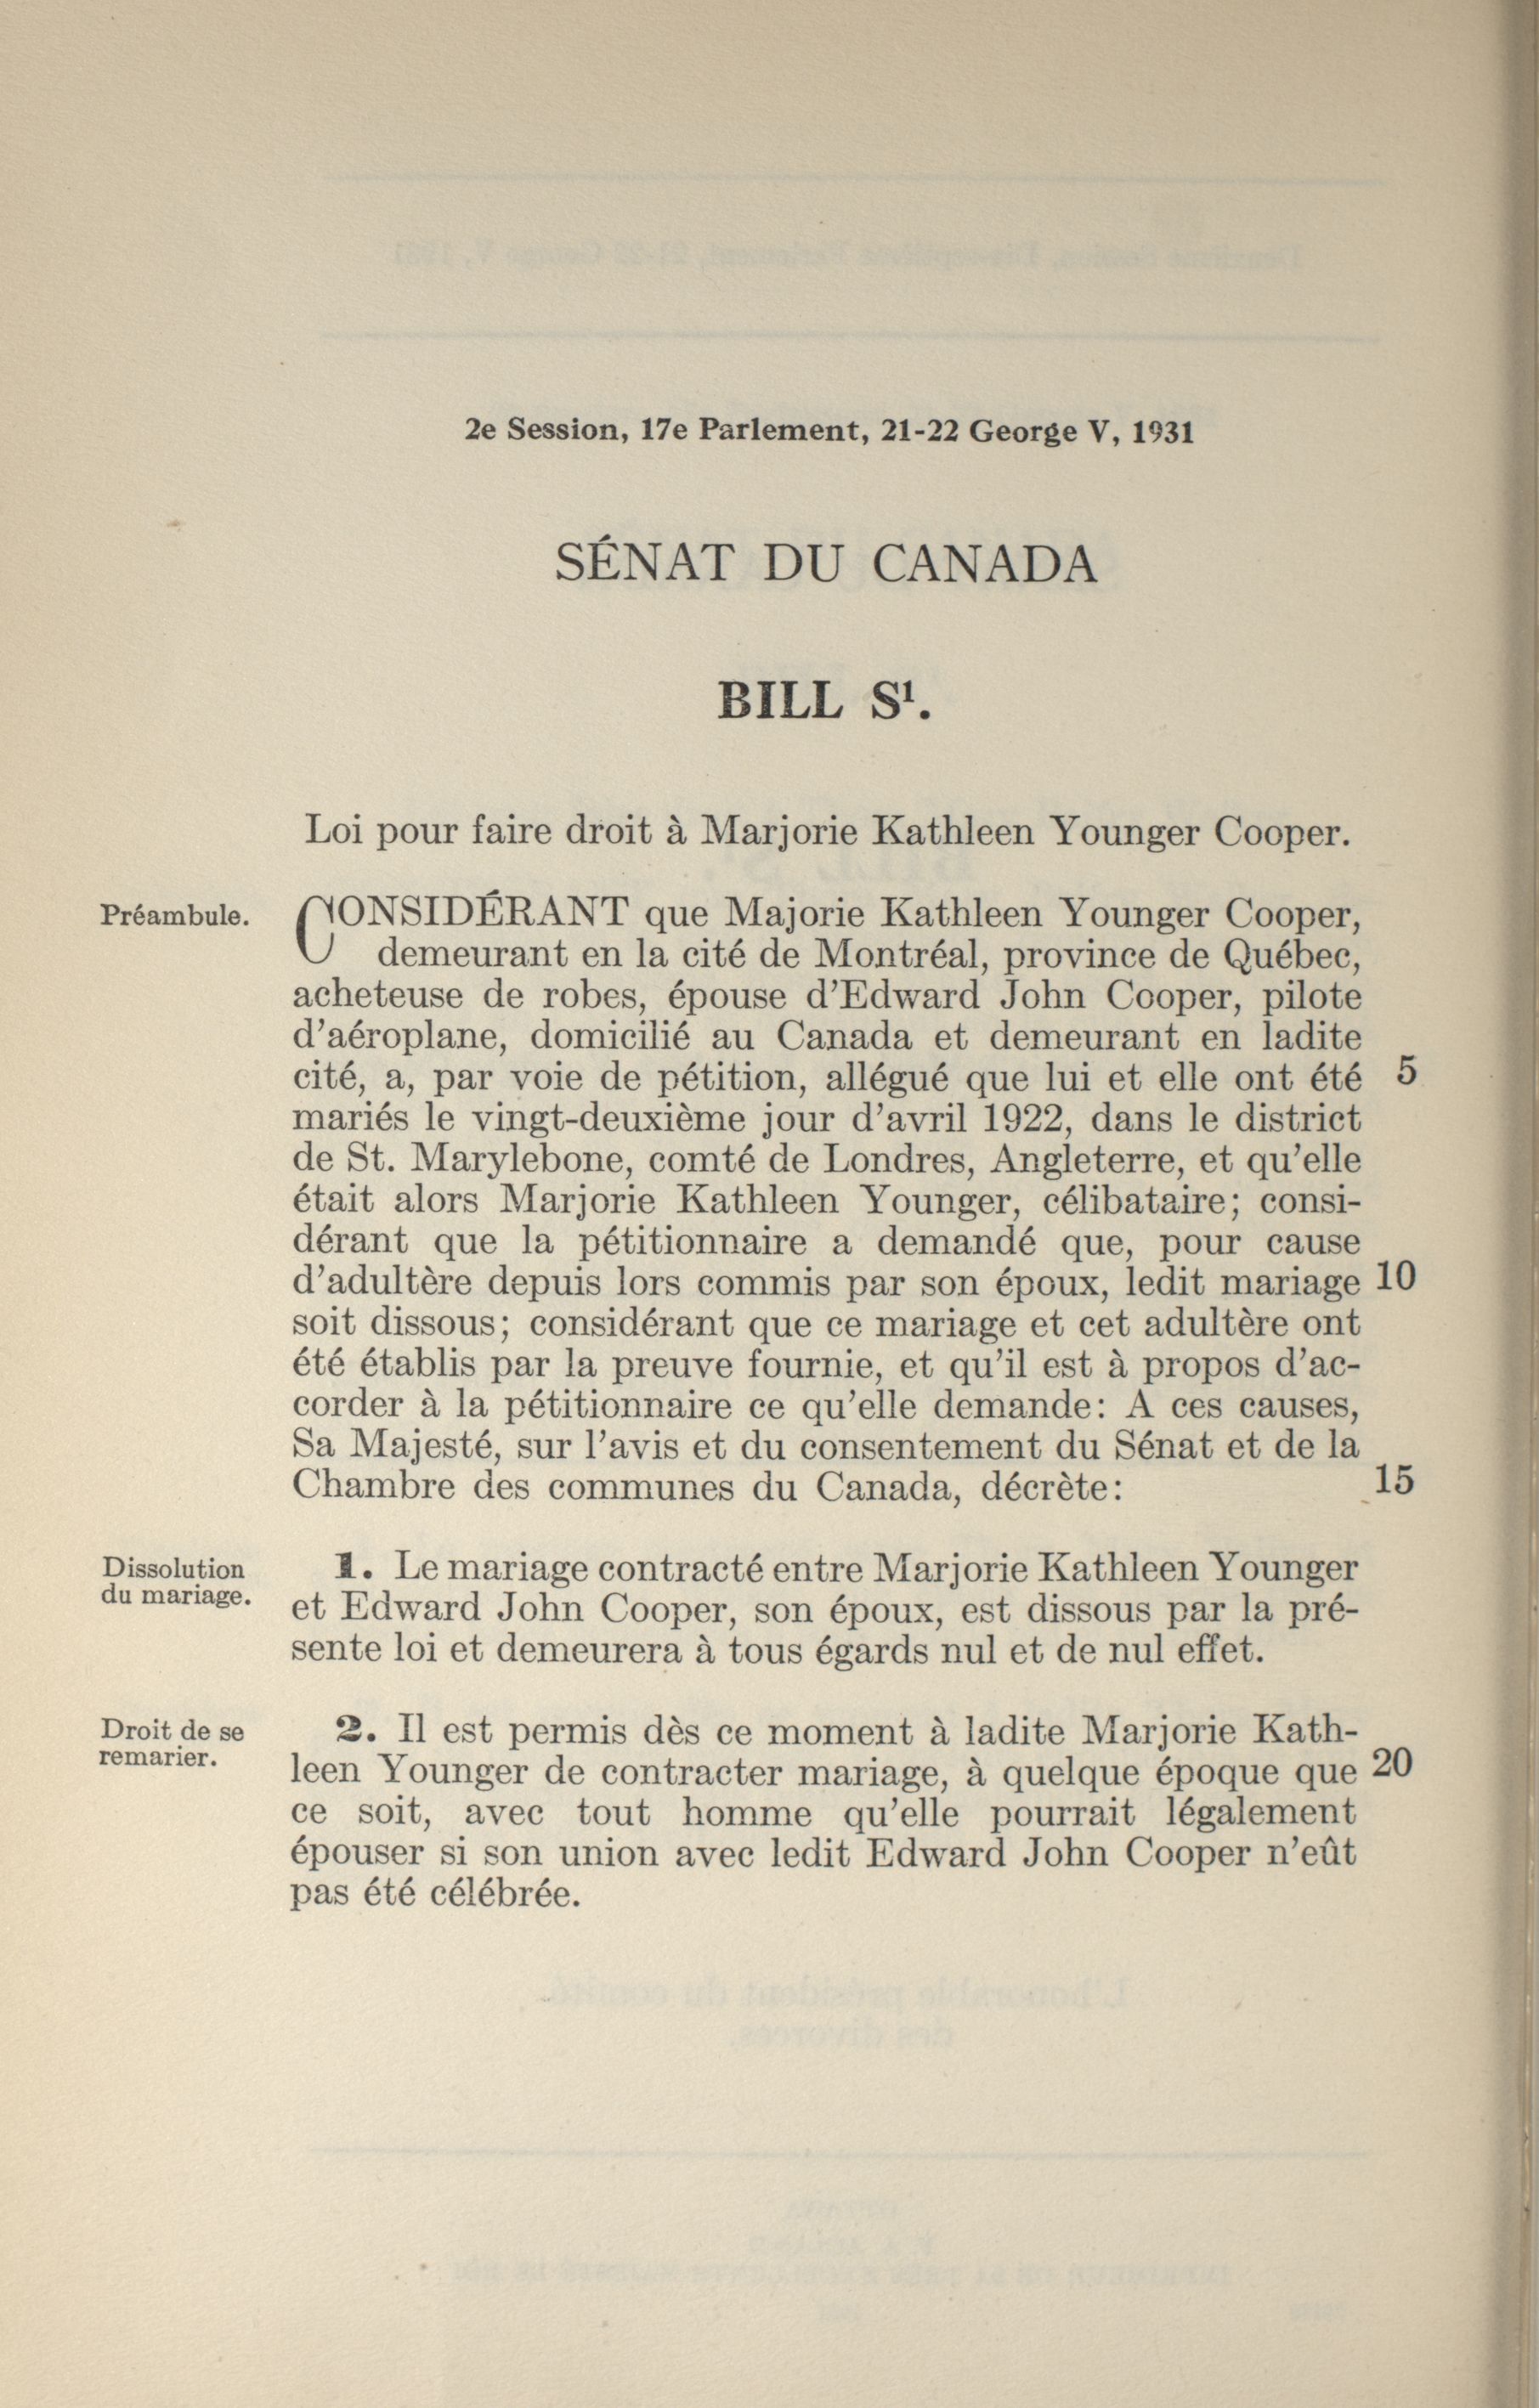 2e Session, 17e Parlement, 21-22 George V, 1931
SÉNAT DU CANADA
BILL S¹.
Loi pour faire droit à Marjorie Kathleen Younger Cooper.
Préambule.
CONSIDÉRANT que Majorie Kathleen Younger Cooper,
demeurant en la cité de Montréal, province de Québec,
acheteuse de robes, épouse d'Edward John Cooper, pilote
d'aéroplane, domicilié au Canada et demeurant en ladite
cité, a, par voie de pétition, allégué que lui et elle ont été 5
mariés le vingt-deuxième jour d'avril 1922, dans le district
de St. Marylebone, comté de Londres, Angleterre, et qu'elle
était alors Marjorie Kathleen Younger, célibataire; consi-
dérant que la pétitionnaire a demandé que, pour cause
d'adultère depuis lors commis par son époux, ledit mariage 10
soit dissous; considérant que ce mariage et cet adultère ont
été établis par la preuve fournie, et qu'il est à propos d'ac-
corder à la pétitionnaire ce qu'elle demande: A ces causes,
Sa Majesté, sur l'avis et du consentement du Sénat et de la
Chambre des communes du Canada, décrète: 15
Dissolution
du mariage.
1. Le mariage contracté entre Marjorie Kathleen Younger
et Edward John Cooper, son époux, est dissous par la pré-
sente loi et demeurera à tous égards nul et de nul effet.
Droit de se
remarier.
2. Il est permis dès ce moment à ladite Marjorie Kath-
leen Younger de contracter mariage, à quelque époque que 20
ce soit, avec tout homme qu'elle pourrait légalement
épouser si son union avec ledit Edward John Cooper n'eût
pas été célébrée.